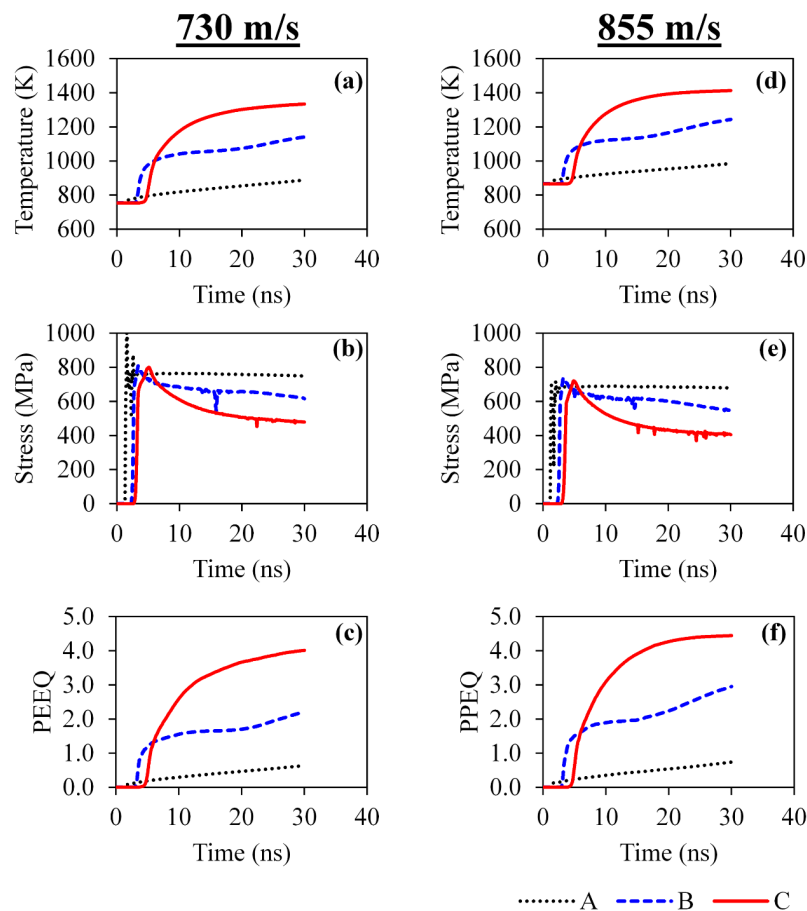 730 m/s
855 m/s
1600
1400
1200
1000
800
600
Temperature (K)
(a)
0 10 20 30 40
Time (ns)
1600
1400
1200
1000
800
600
Temperature (K)
(d)
0 10 20 30 40
Time (ns)
1000
800
600
400
200
0
Stress (MPa)
(b)
0 10 20 30 40
Time (ns)
1000
800
600
400
200
0
Stress (MPa)
(e)
0 10 20 30 40
Time (ns)
5.0
4.0
3.0
2.0
1.0
0.0
PEEQ
(c)
0 10 20 30 40
Time (ns)
5.0
4.0
3.0
2.0
1.0
0.0
PPEQ
(f)
0 10 20 30 40
Time (ns)
A B C